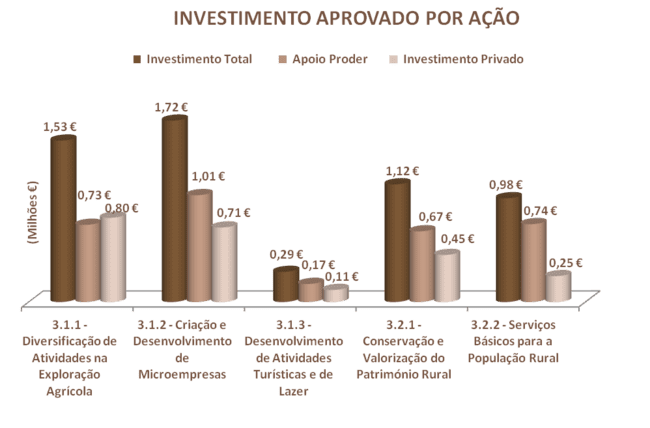 INVESTIMENTO APROVADO POR AÇÃO
Investimento Total Apoio Proder Investimento Privado
(Milhões €)
1,53 €
0,73 €
0,80 €
1,72 €
1,01 €
0,71 €
0,29 €
0,17 €
0,11 €
1,12 €
0,67 €
0,45 €
0,98 €
0,74 €
0,25 €
3.1.1 -
Diversificação de
Atividades na
Exploração
Agrícola
3.1.2 - Criação e
Desenvolvimento
de
Microempresas
3.1.3 -
Desenvolvimento
de Atividades
Turísticas e de
Lazer
3.2.1 -
Conservação e
Valorização do
Património Rural
3.2.2 - Serviços
Básicos para a
População Rural